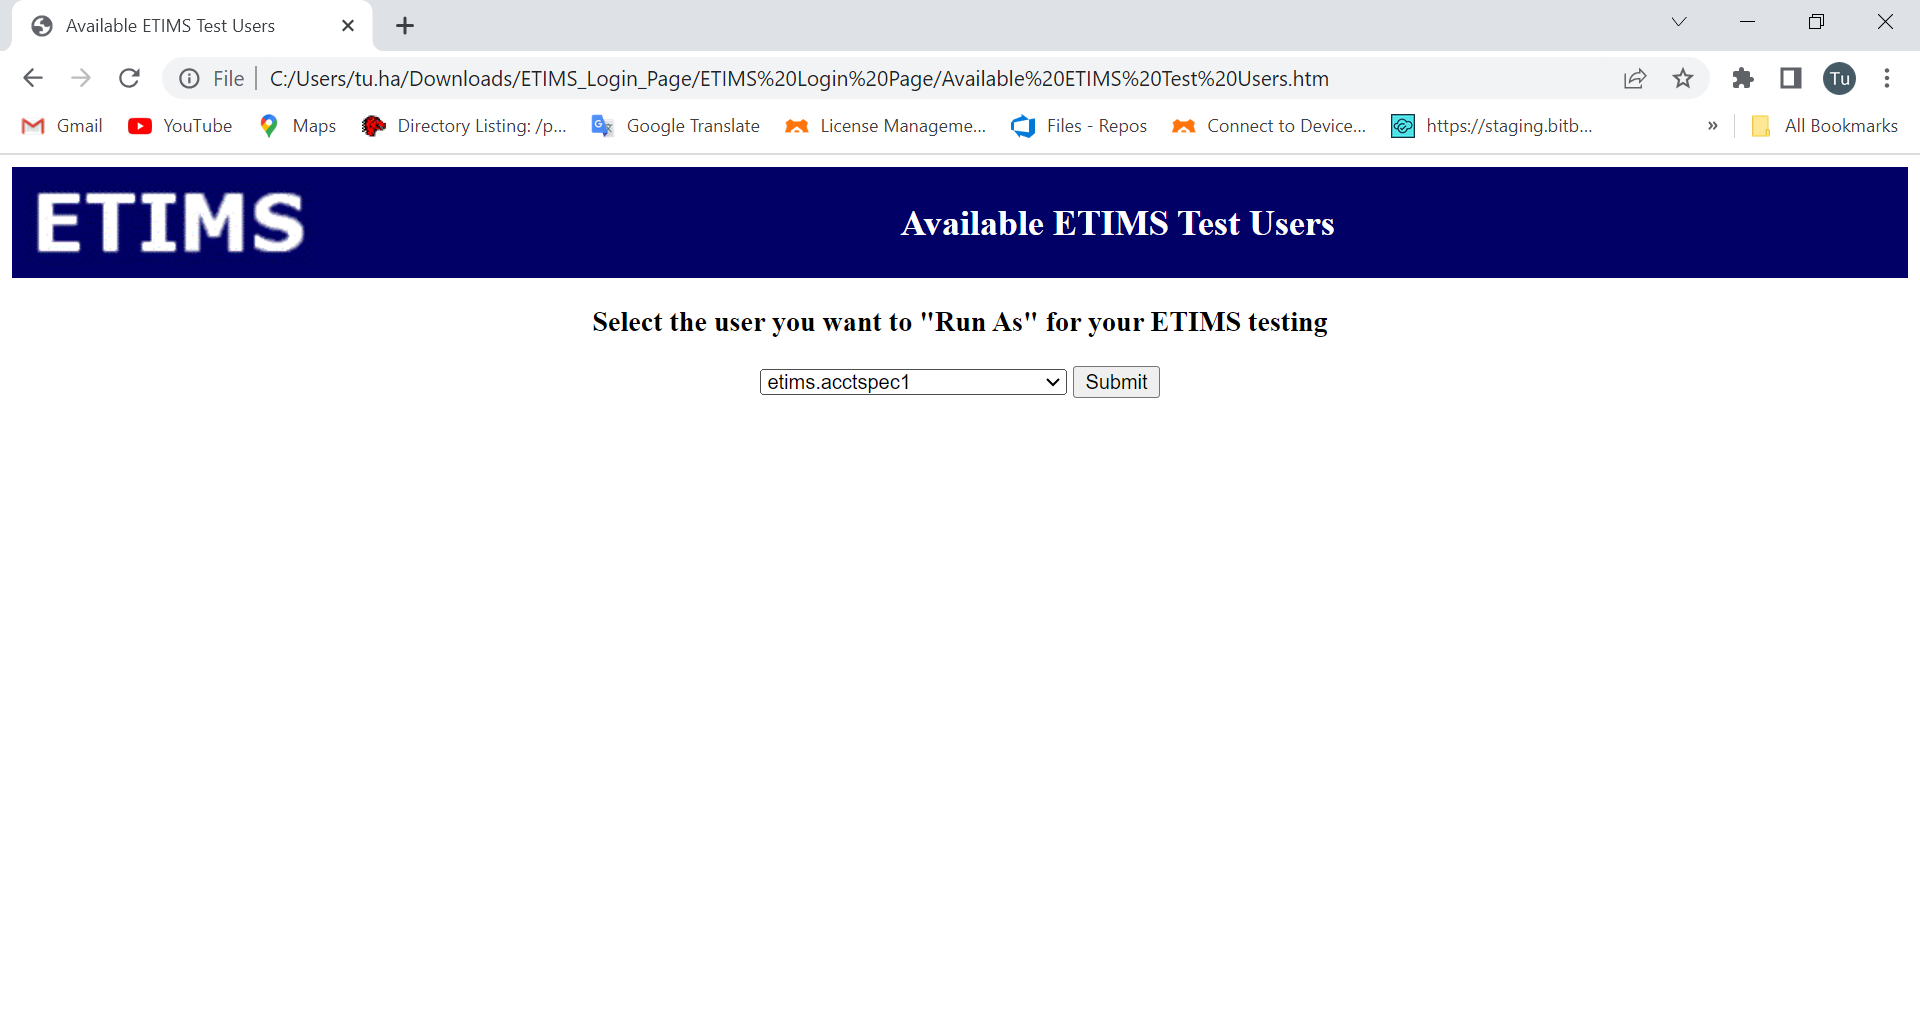 Available ETIMS Test Users
File C:/Users/tu.ha/Downloads/ETIMS_Login_Page/ETIMS%20Login%20Page/Available%20ETIMS%20Test%20Users.htm Tu
Gmail YouTube Maps Directory Listing: /p... Google Translate License Manageme... Files - Repos Connect to Device... https://staging.bitb... » All Bookmarks
ETIMS Available ETIMS Test Users
Select the user you want to "Run As" for your ETIMS testing
etims.acctspec1 Submit